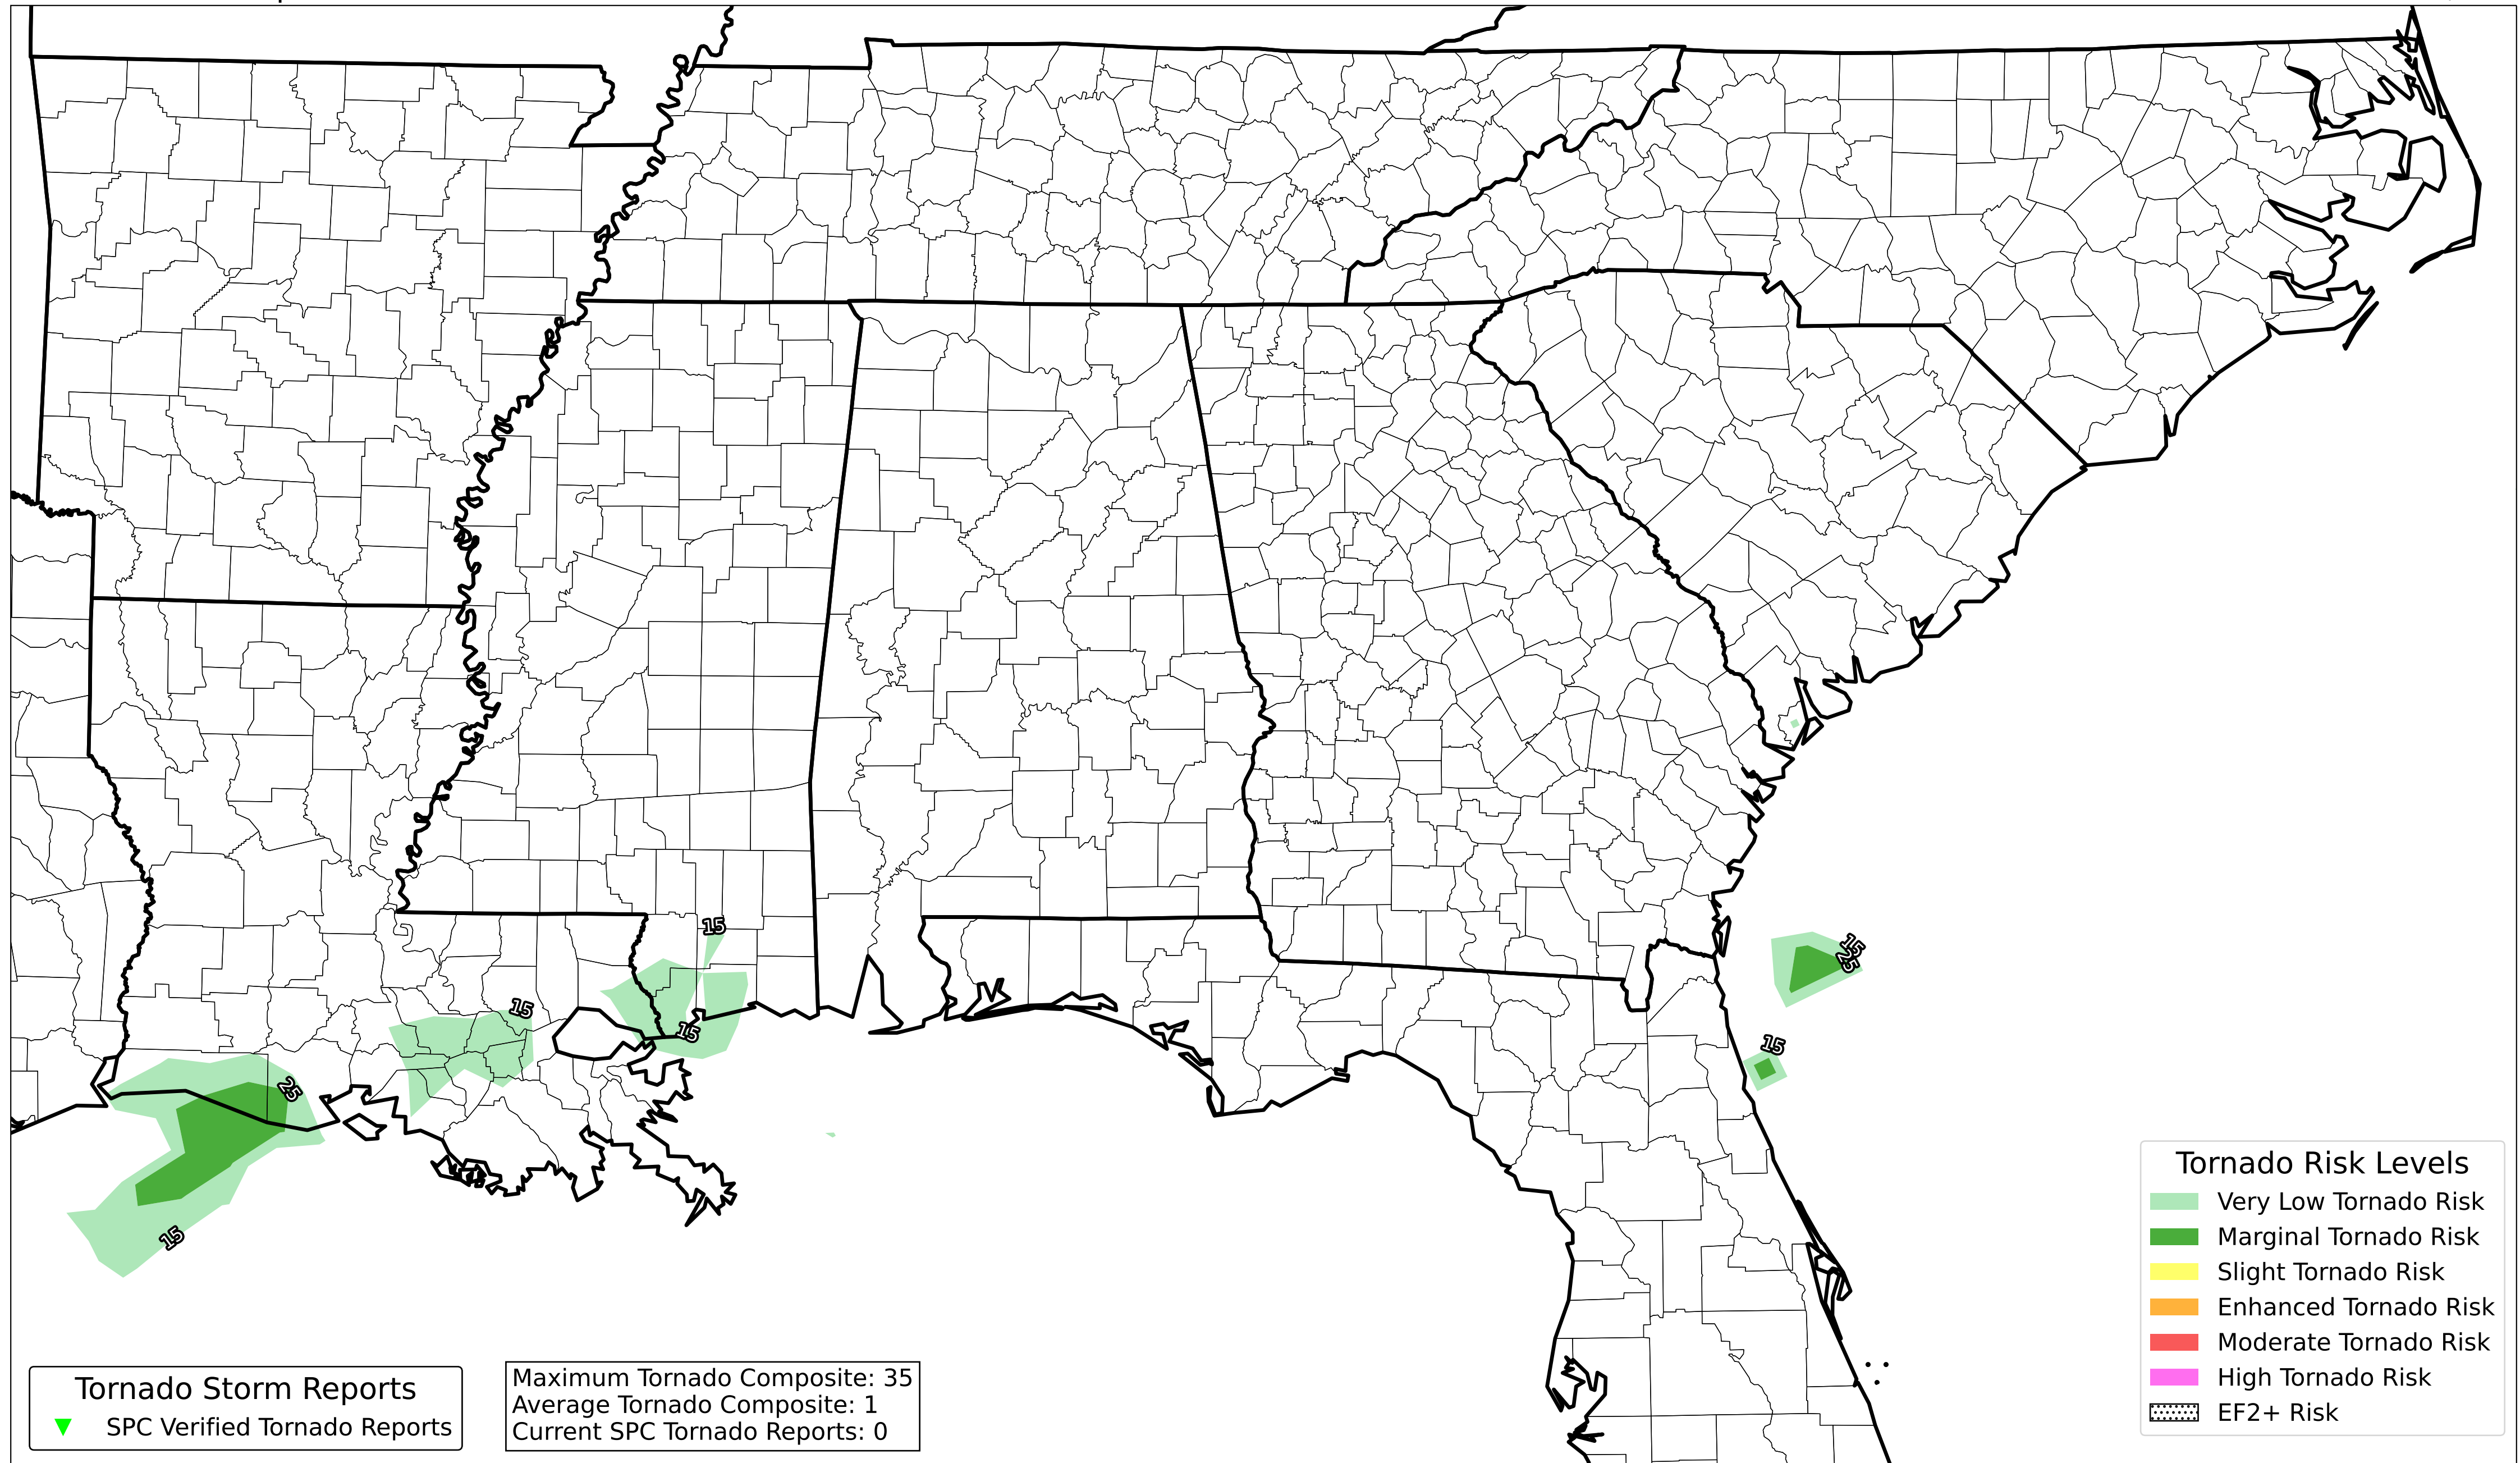 15
15
15
25
15
15
25
15
Tornado Risk Levels
Very Low Tornado Risk
Marginal Tornado Risk
Slight Tornado Risk
Enhanced Tornado Risk
Moderate Tornado Risk
High Tornado Risk
EF2+ Risk
Tornado Storm Reports
SPC Verified Tornado Reports
Maximum Tornado Composite: 35
Average Tornado Composite: 1
Current SPC Tornado Reports: 0